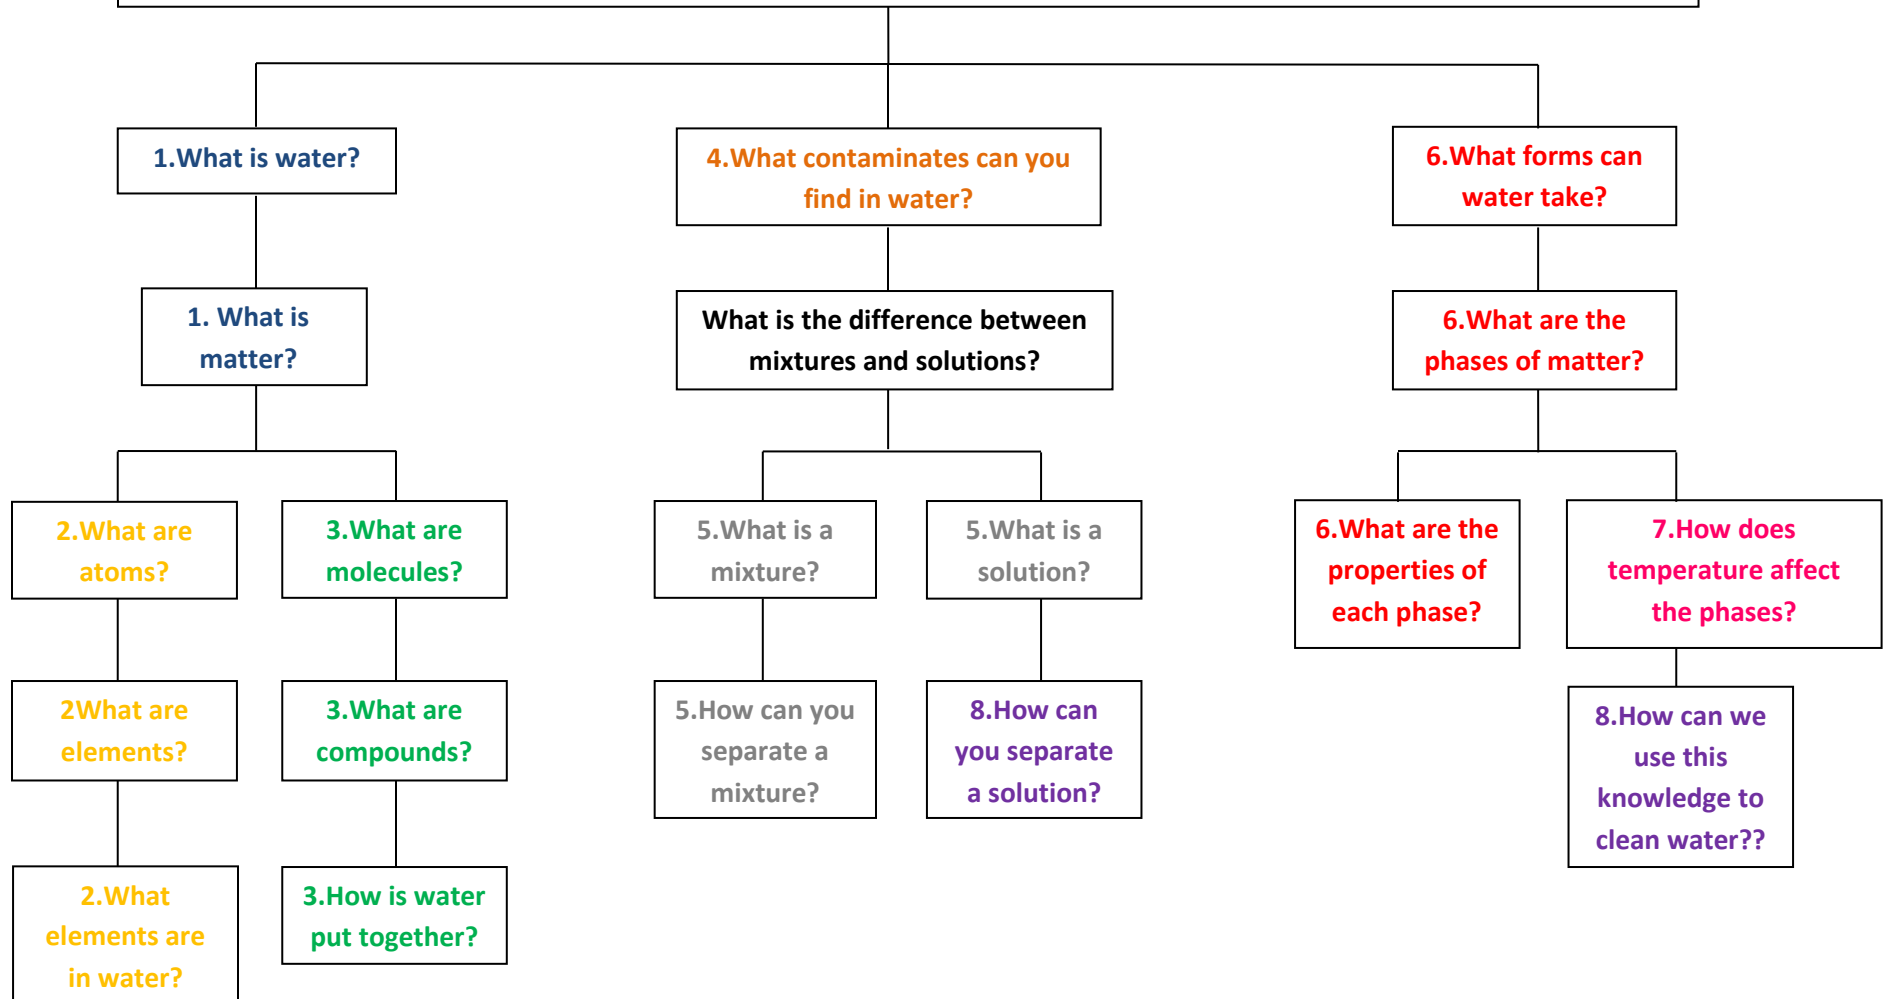 1.What is water?
4.What contaminates can you
find in water?
6.What forms can
water take?
1. What is
matter?
What is the difference between
mixtures and solutions?
6.What are the
phases of matter?
2.What are
atoms?
3.What are
molecules?
5.What is a
mixture?
5.What is a
solution?
6.What are the
properties of
each phase?
7.How does
temperature affect
the phases?
2What are
elements?
3.What are
compounds?
5.How can you
separate a
mixture?
8.How can
you separate
a solution?
8.How can we
use this
knowledge to
clean water??
2.What
elements are
in water?
3.How is water
put together?